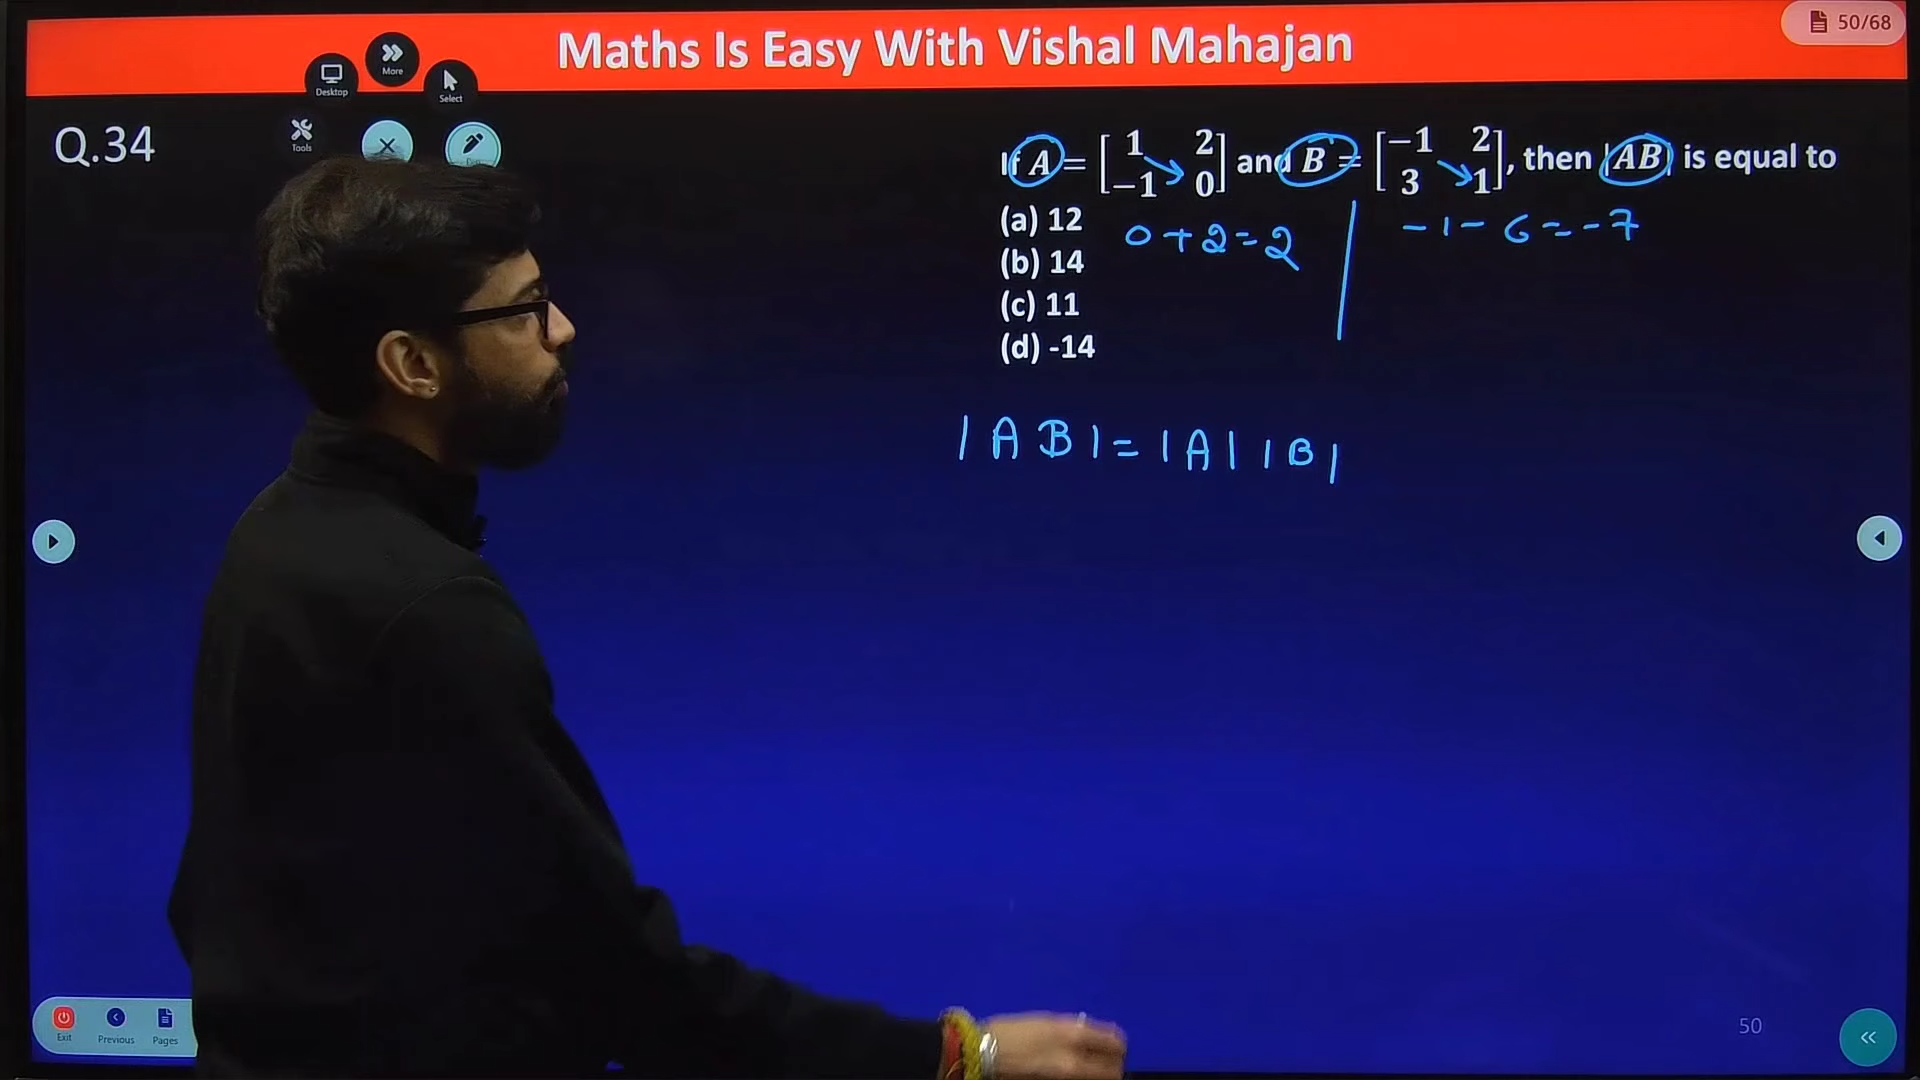 Maths Is Easy With Vishal Mahajan
50/68
Desktop
More
Select
Tools
Q.34
If A = [1 2 -1 0] and B = [-1 2 3 1], then |AB| is equal to
(a) 12
(b) 14
(c) 11
(d) -14
0+2=2
-1-6=-7
|AB|=|A||B|
Exit
Previous
Pages
50